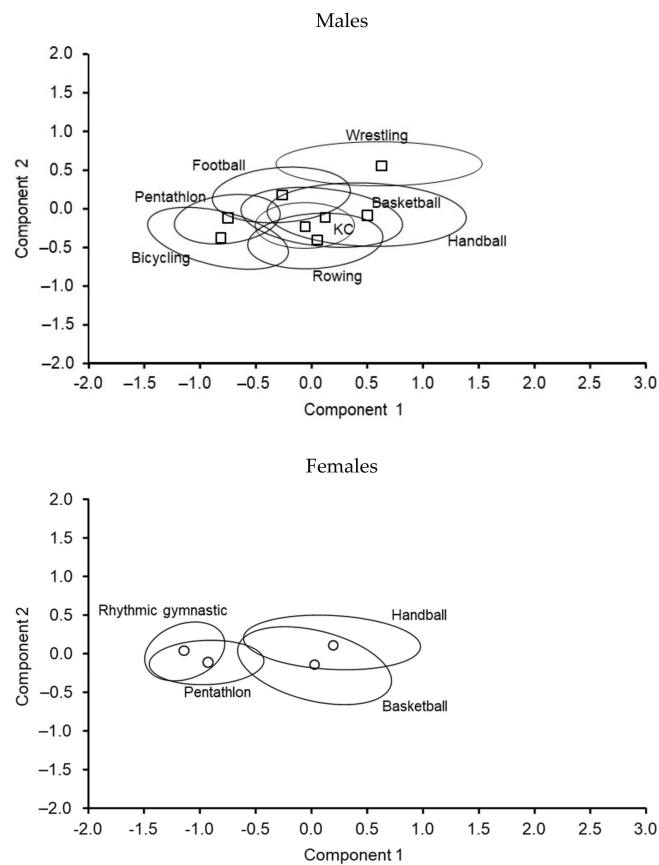 Males
2.0
1.5
1.0
0.5
0.0
–0.5
–1.0
–1.5
–2.0
Component 2
Wrestling
Football
Pentathlon
Basketball
KC
Handball
Bicycling
Rowing
-2.0 -1.5 -1.0 -0.5 0.0 0.5 1.0 1.5 2.0 2.5 3.0
Component 1
Females
2.0
1.5
1.0
0.5
0.0
–0.5
–1.0
–1.5
–2.0
Component 2
Rhythmic gymnastic
Handball
Pentathlon
Basketball
-2.0 -1.5 -1.0 -0.5 0.0 0.5 1.0 1.5 2.0 2.5 3.0
Component 1